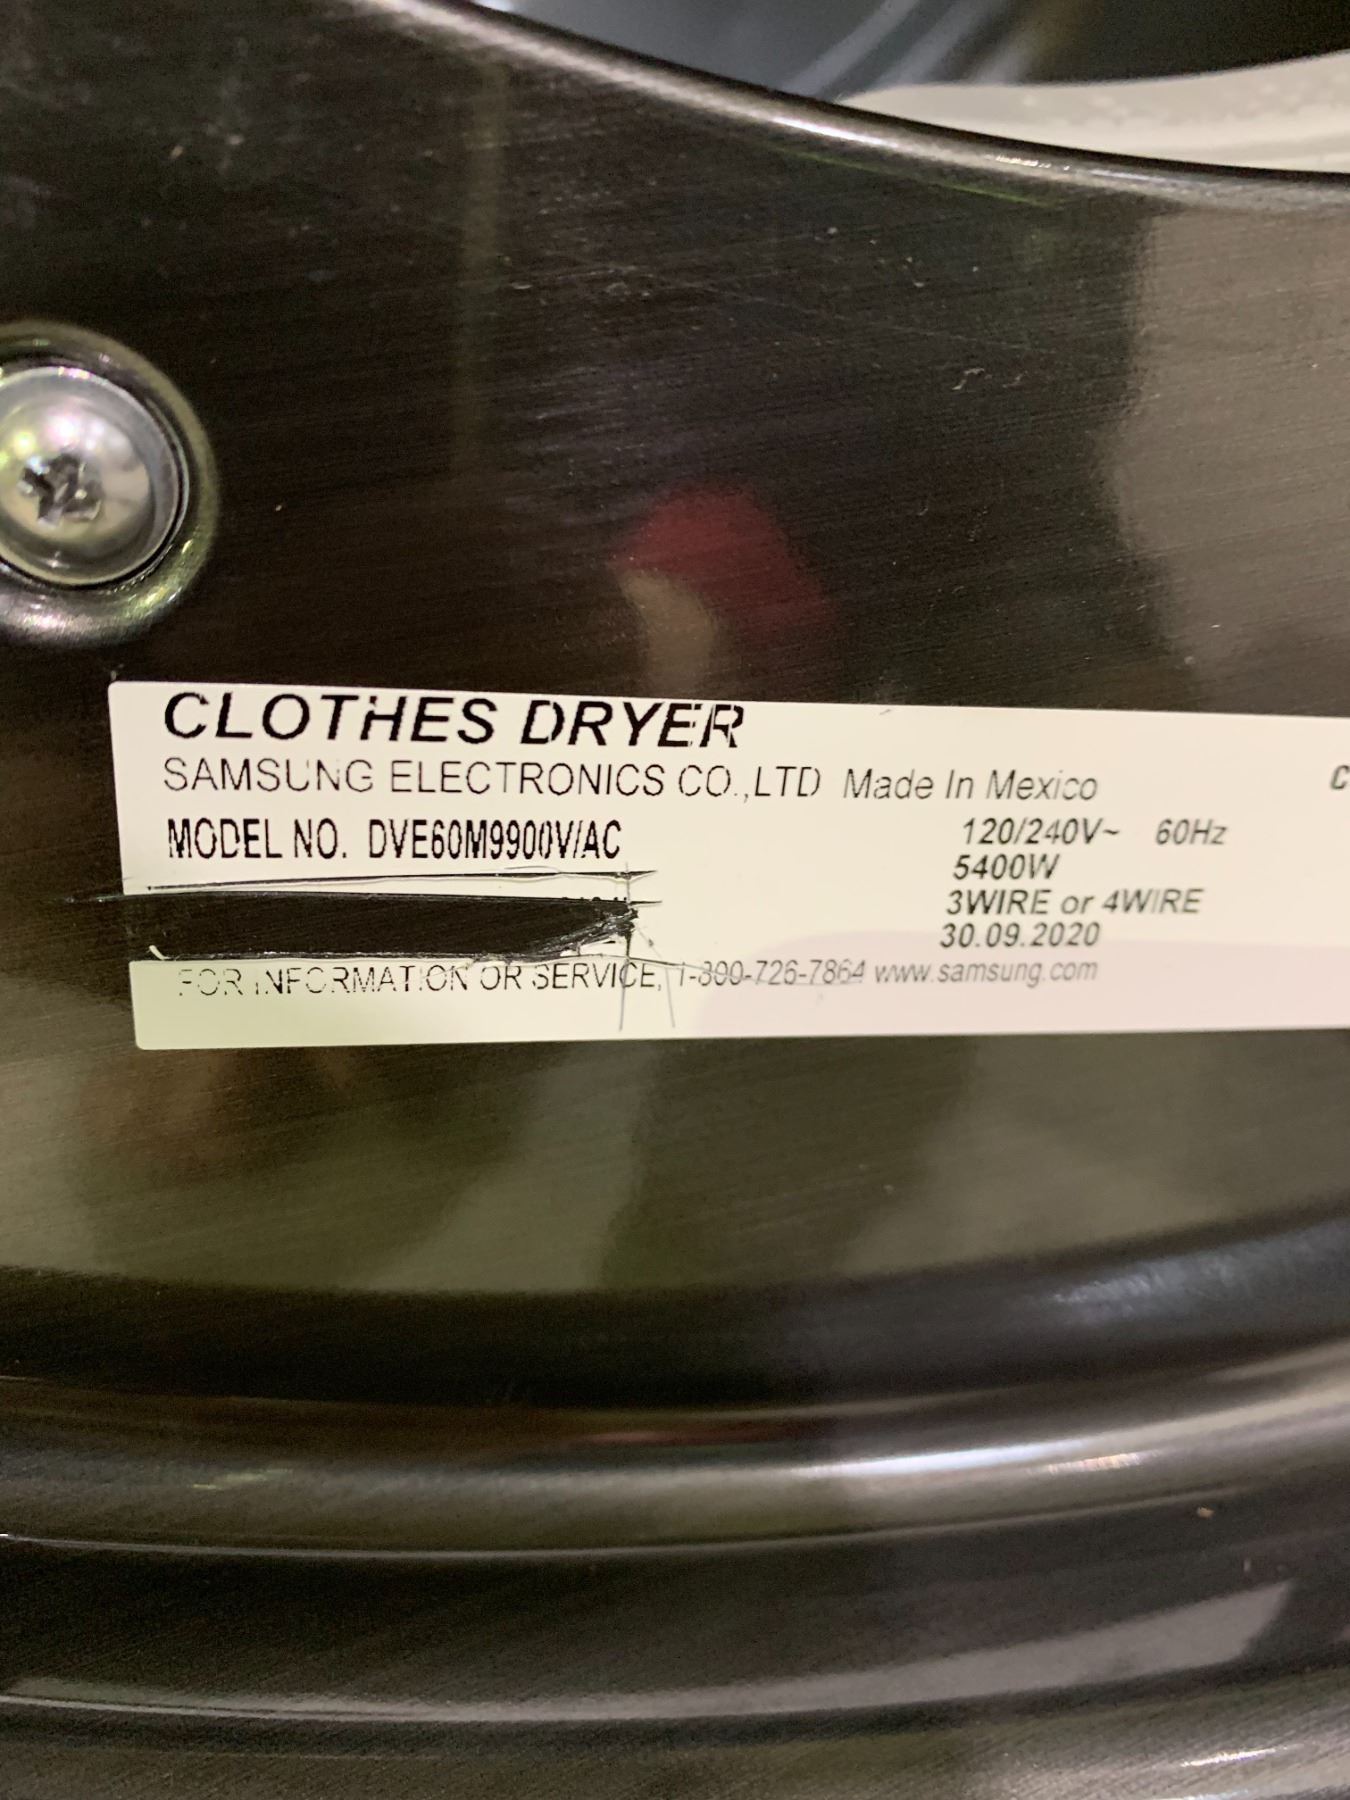 CLOTHES DRYER
SAMSUNG ELECTRONICS CO.,LTD Made In Mexico
MODEL NO. DVE60M9900V/AC
120/240V~ 60Hz
5400W
3WIRE or 4WIRE
30.09.2020
FOR INFORMATION OR SERVICE, 1-800-726-7864 www.samsung.com